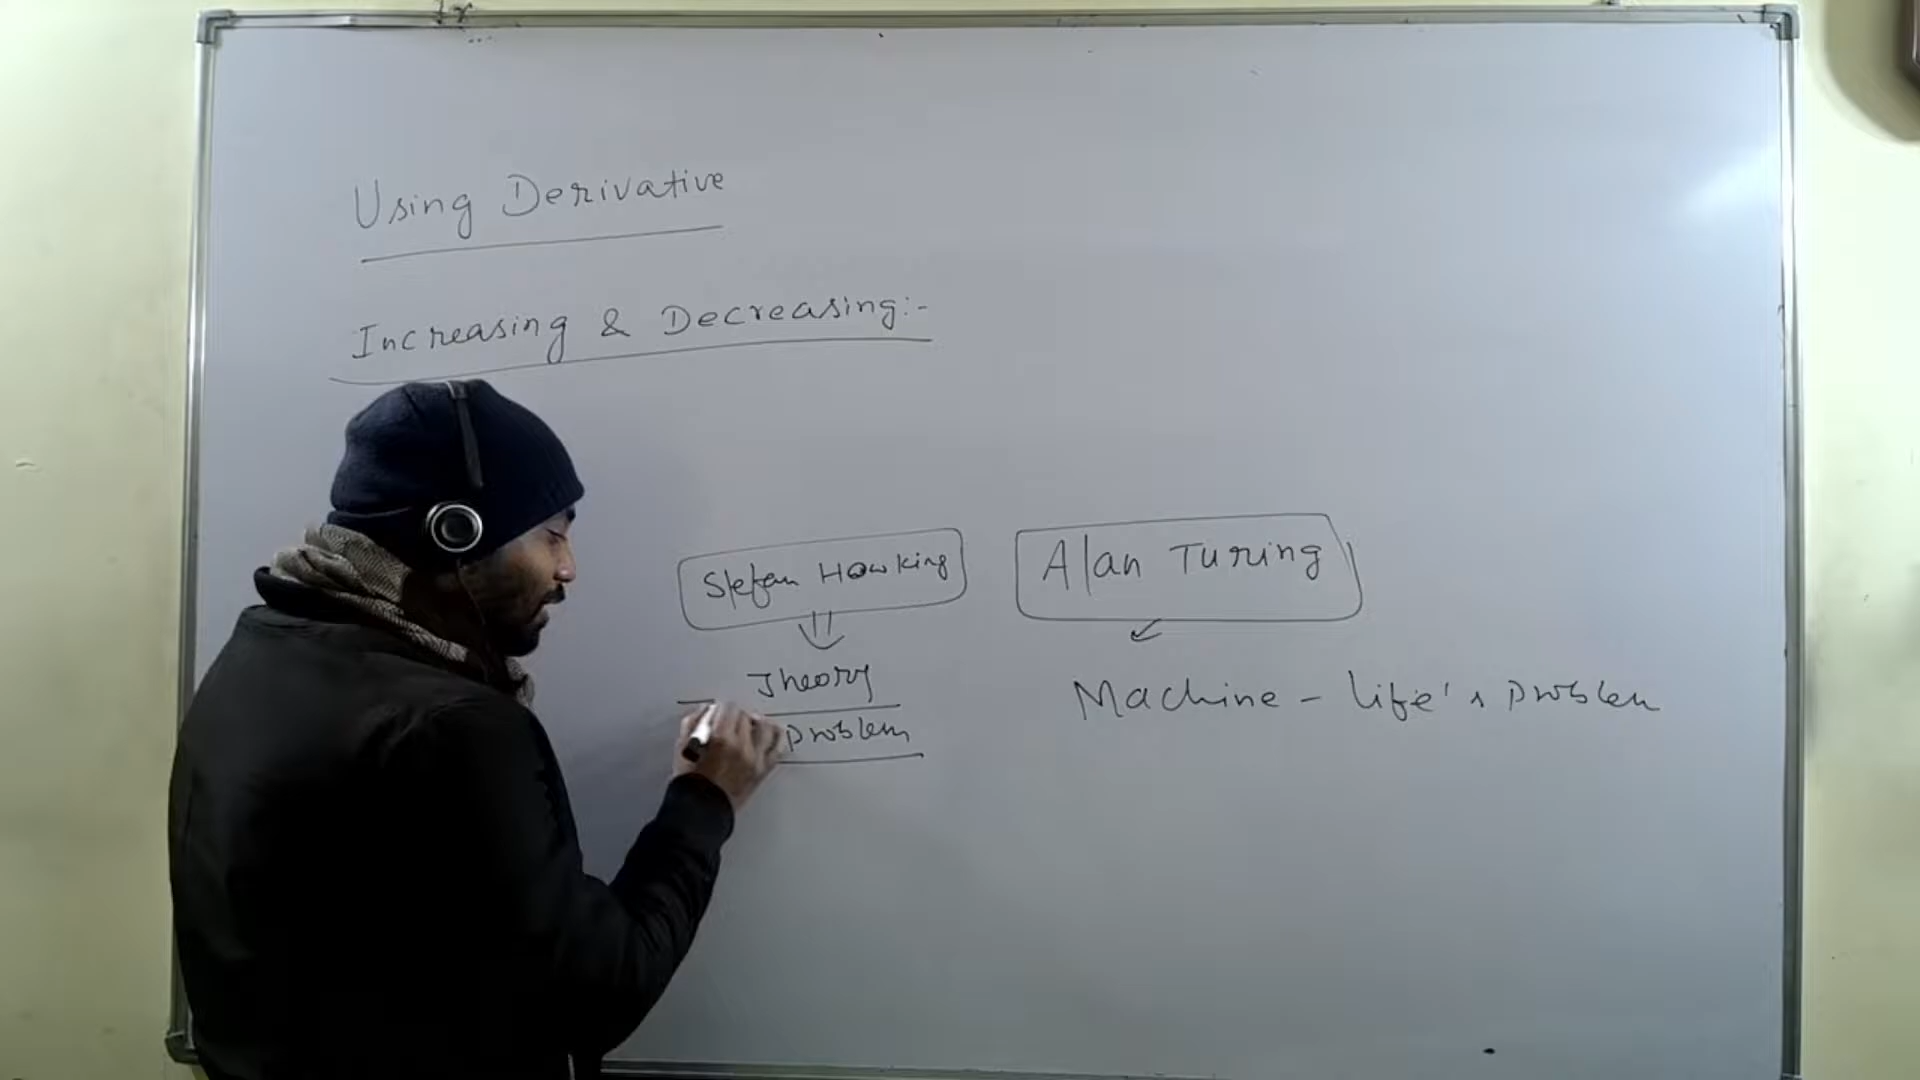 Using Derivative
Increasing & Decreasing:-
Stefan Hawking
Alan Turing
Theory
Problem
Machine - life's Problem